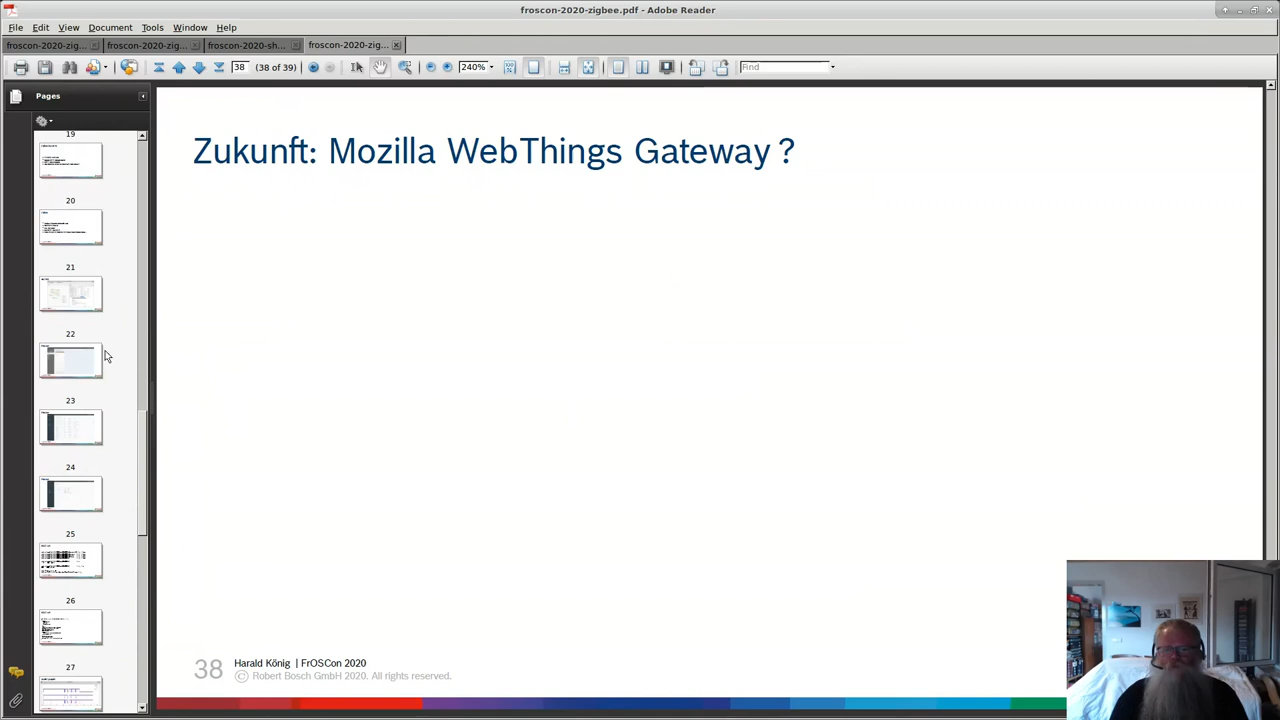 froscon-2020-zigbee.pdf - Adobe Reader
File Edit View Document Tools Window Help
froscon-2020-zig... froscon-2020-zig... froscon-2020-sh... froscon-2020-zig...
38 (38 of 39) 240% Find
Pages
19
20
21
22
23
24
25
26
27
Zukunft: Mozilla WebThings Gateway ?
38 Harald König | FrOSCon 2020
© Robert Bosch GmbH 2020. All rights reserved.